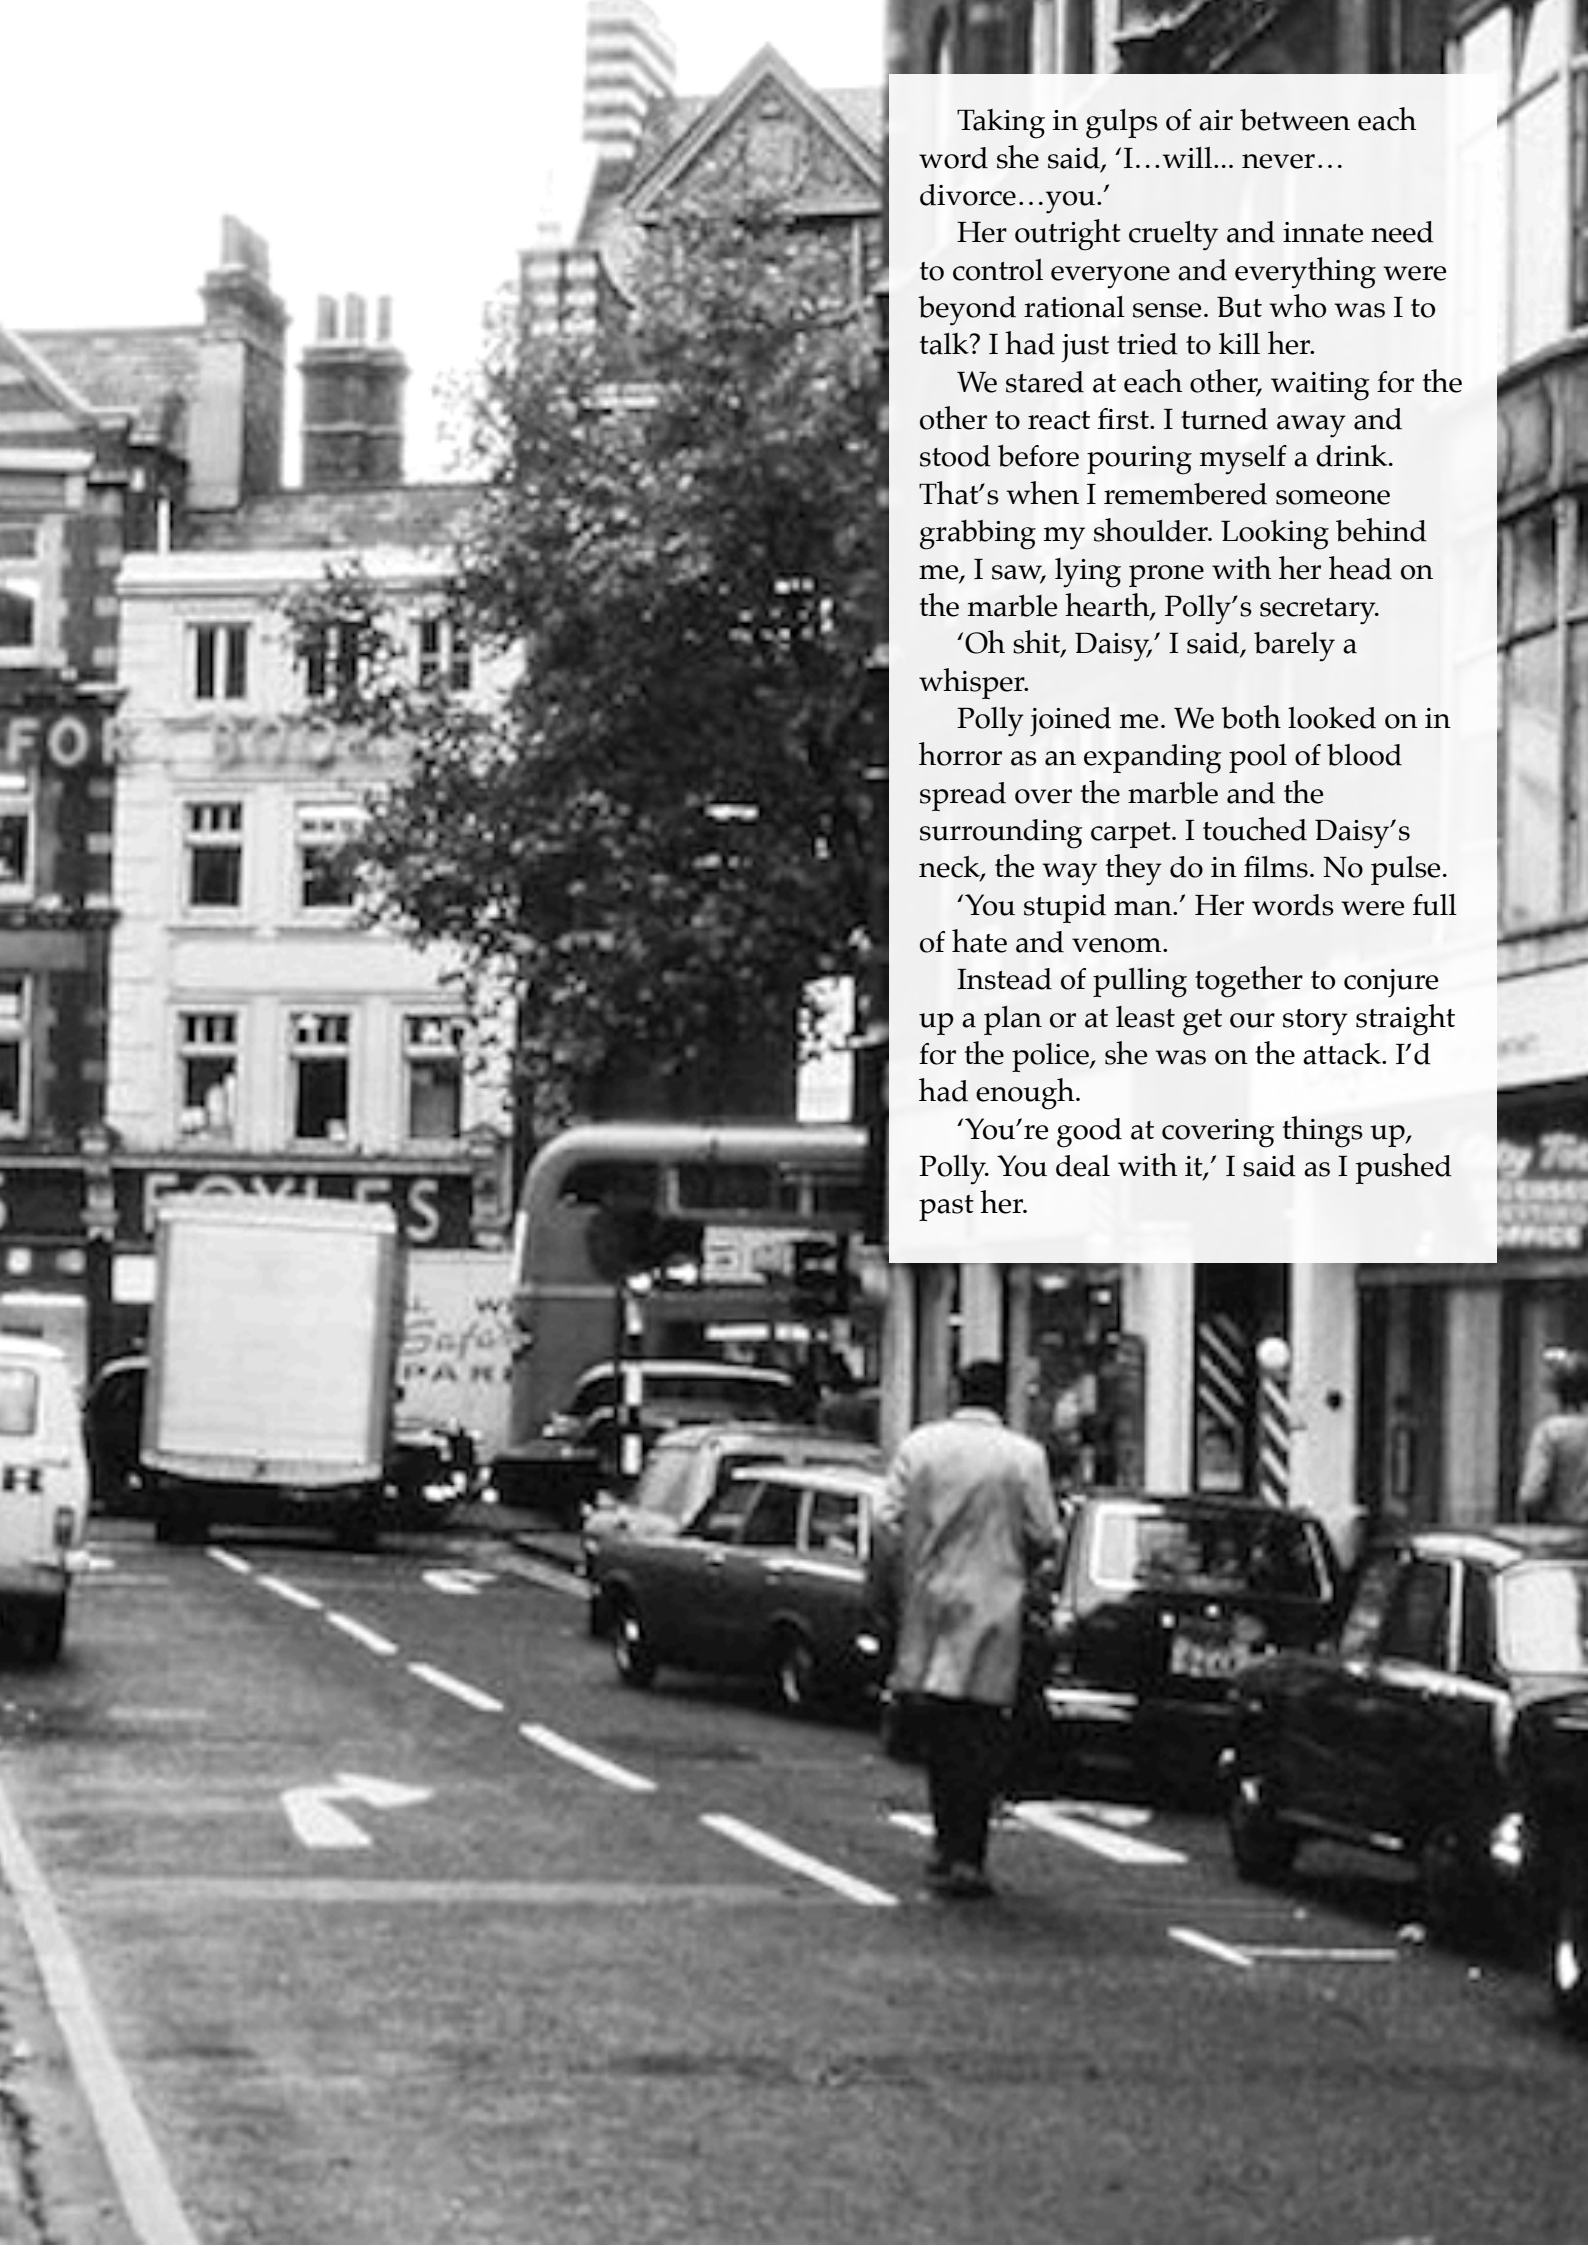 Taking in gulps of air between each
word she said, ‘I…will... never…
divorce…you.’
Her outright cruelty and innate need
to control everyone and everything were
beyond rational sense. But who was I to
talk? I had just tried to kill her.
We stared at each other, waiting for the
other to react first. I turned away and
stood before pouring myself a drink.
That’s when I remembered someone
grabbing my shoulder. Looking behind
me, I saw, lying prone with her head on
the marble hearth, Polly’s secretary.
‘Oh shit, Daisy,’ I said, barely a
whisper.
Polly joined me. We both looked on in
horror as an expanding pool of blood
spread over the marble and the
surrounding carpet. I touched Daisy’s
neck, the way they do in films. No pulse.
‘You stupid man.’ Her words were full
of hate and venom.
Instead of pulling together to conjure
up a plan or at least get our story straight
for the police, she was on the attack. I’d
had enough.
‘You’re good at covering things up,
Polly. You deal with it,’ I said as I pushed
past her.
FOR
FOYLES
OFFICE